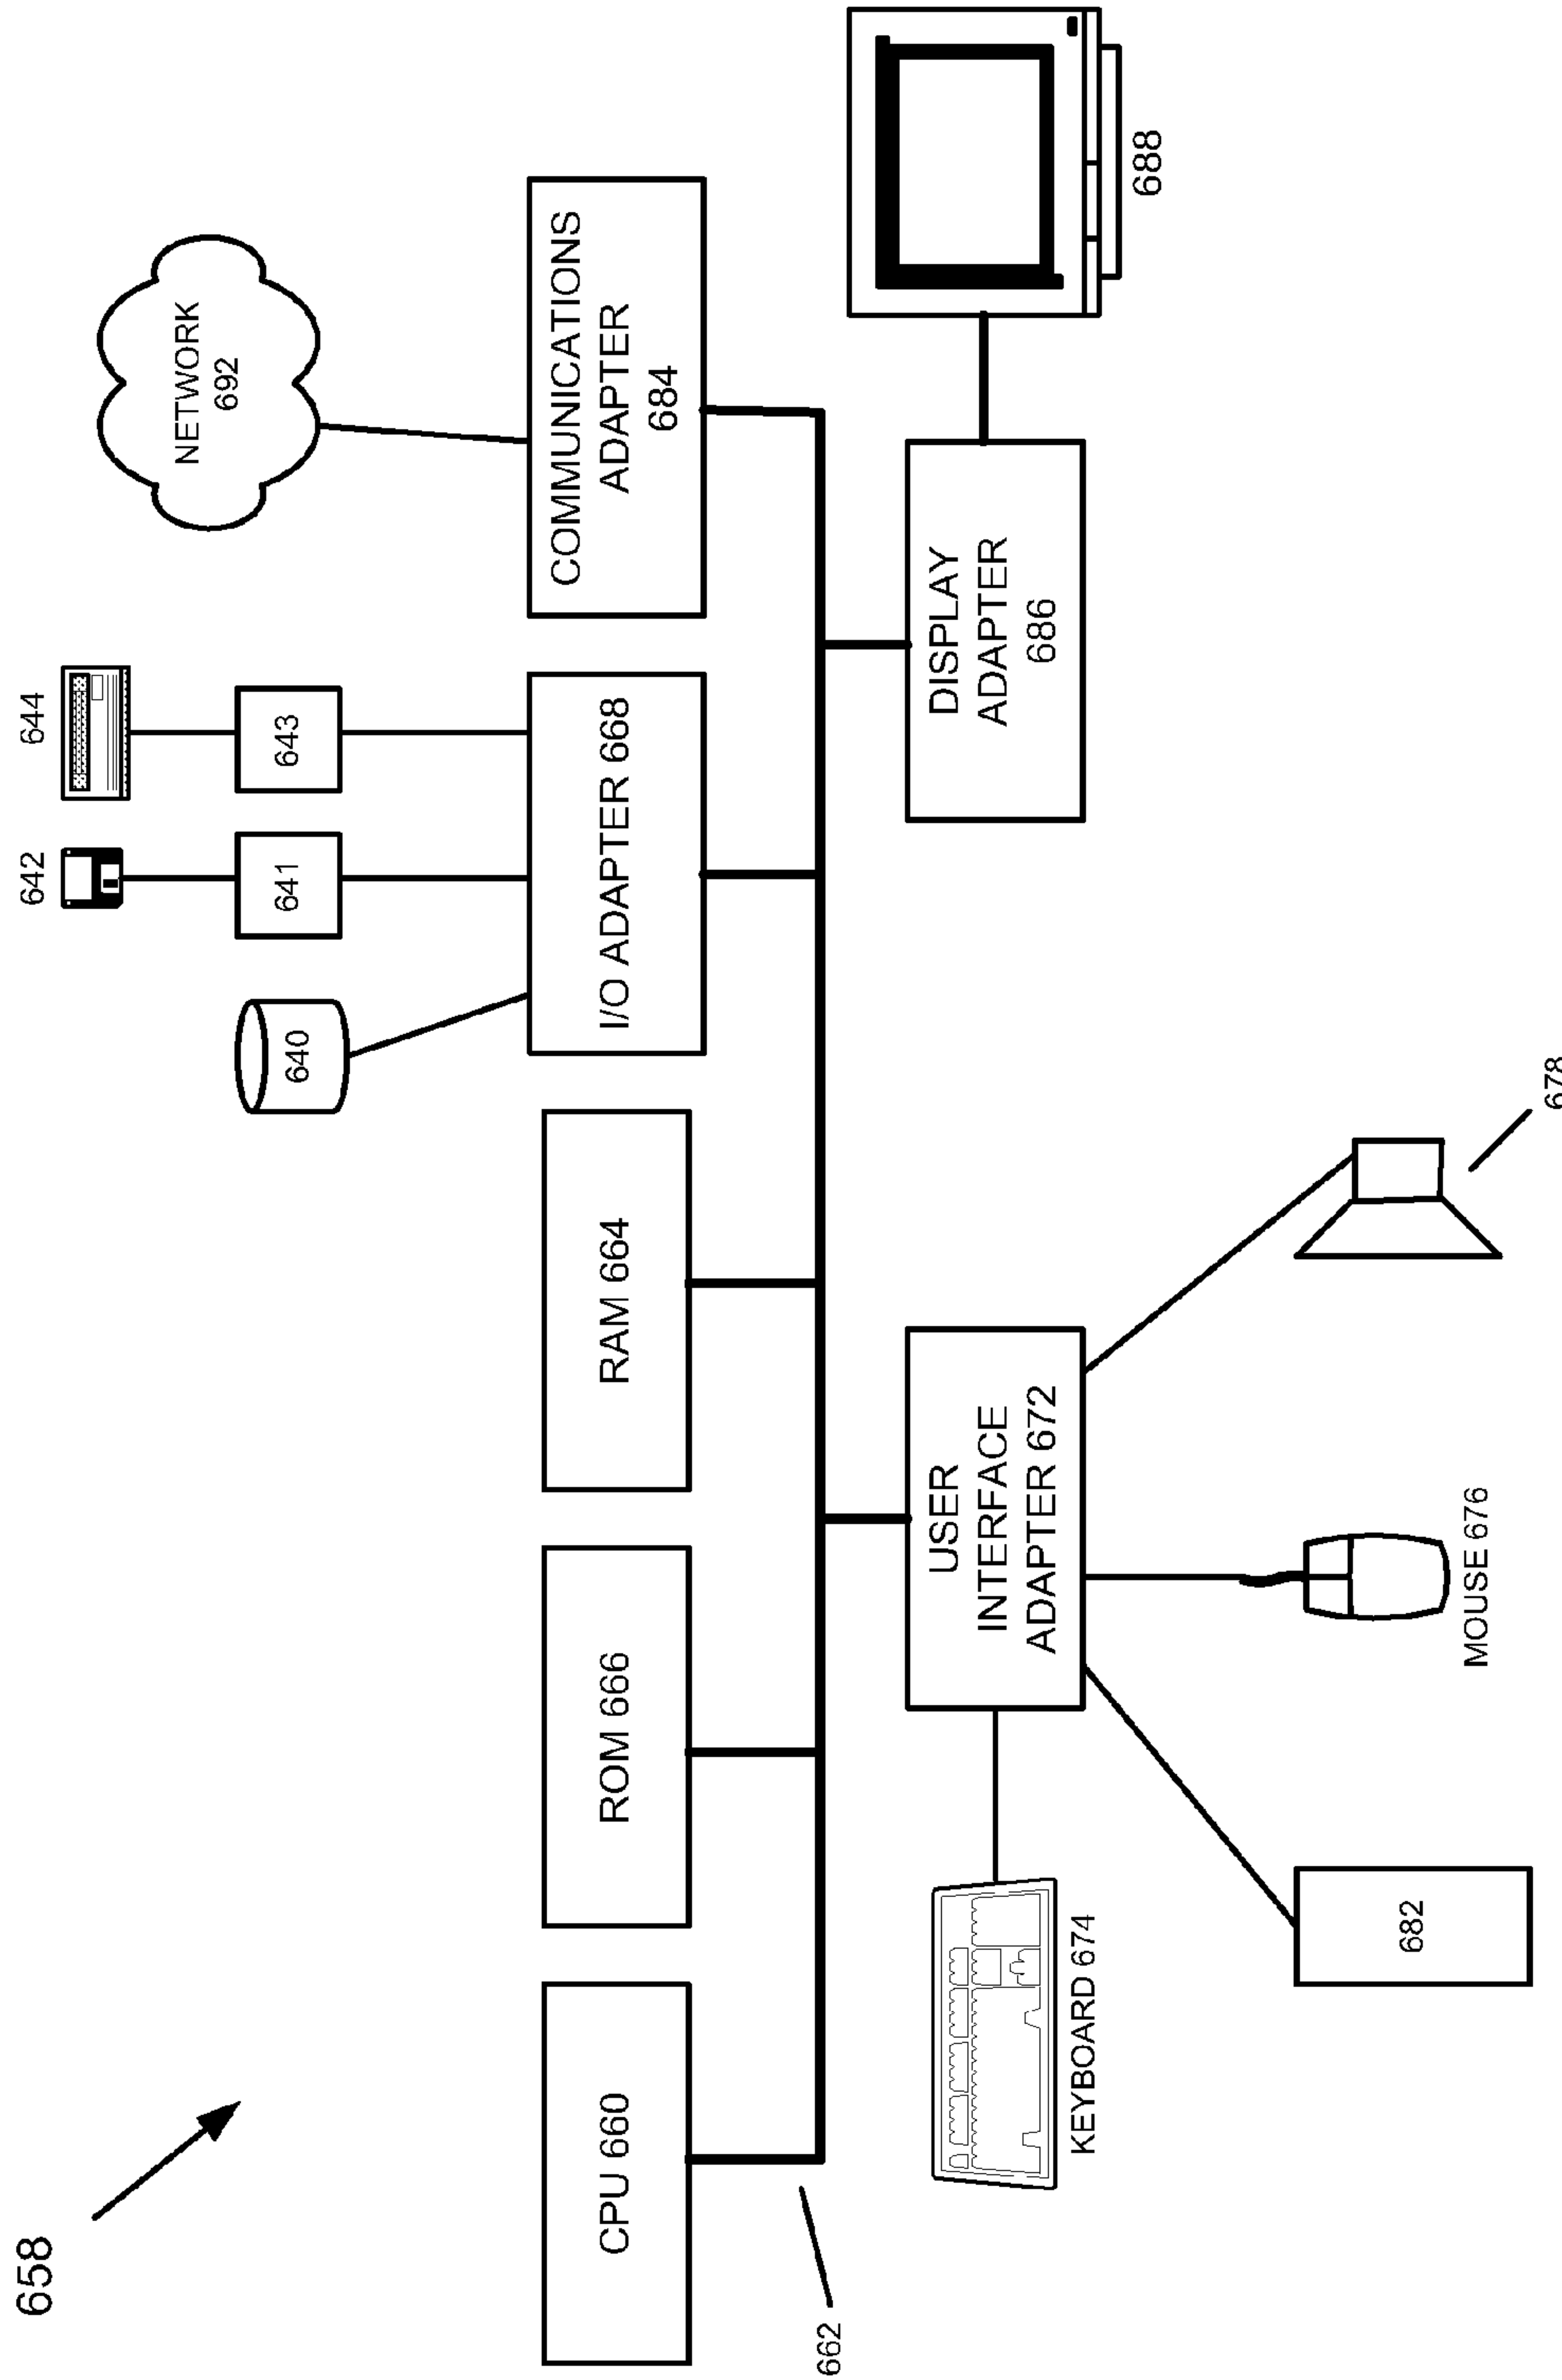 658
642
644
NETWORK
692
640
641
643
CPU 660
ROM 666
RAM 664
I/O ADAPTER 668
COMMUNICATIONS
ADAPTER
684
662
KEYBOARD 674
USER
INTERFACE
ADAPTER 672
DISPLAY
ADAPTER
686
688
682
MOUSE 676
678